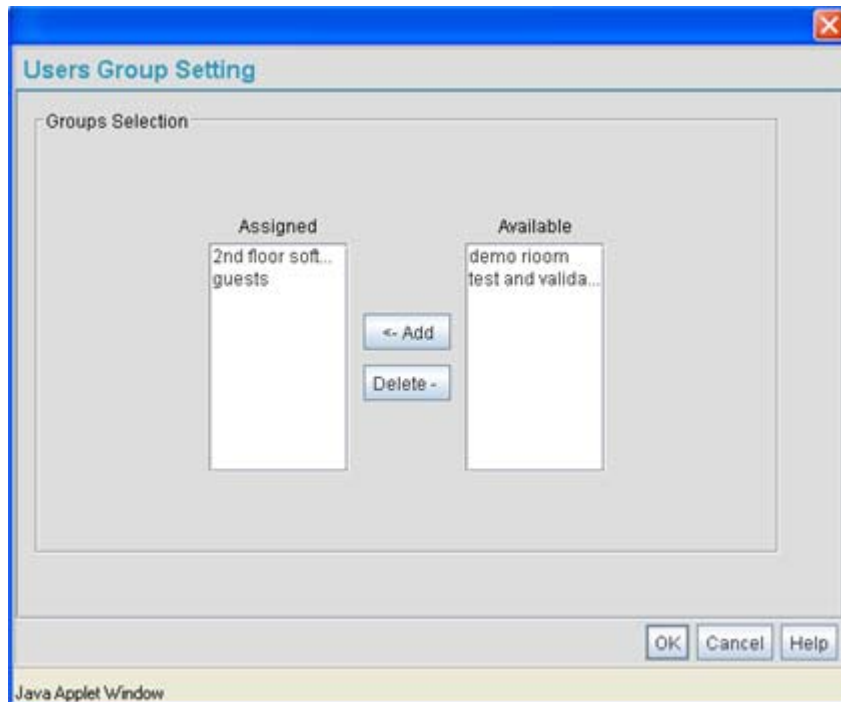 Users Group Setting
Groups Selection
Assigned
Available
2nd floor soft...
guests
demo rioom
test and valida...
<- Add
Delete -
OK
Cancel
Help
Java Applet Window